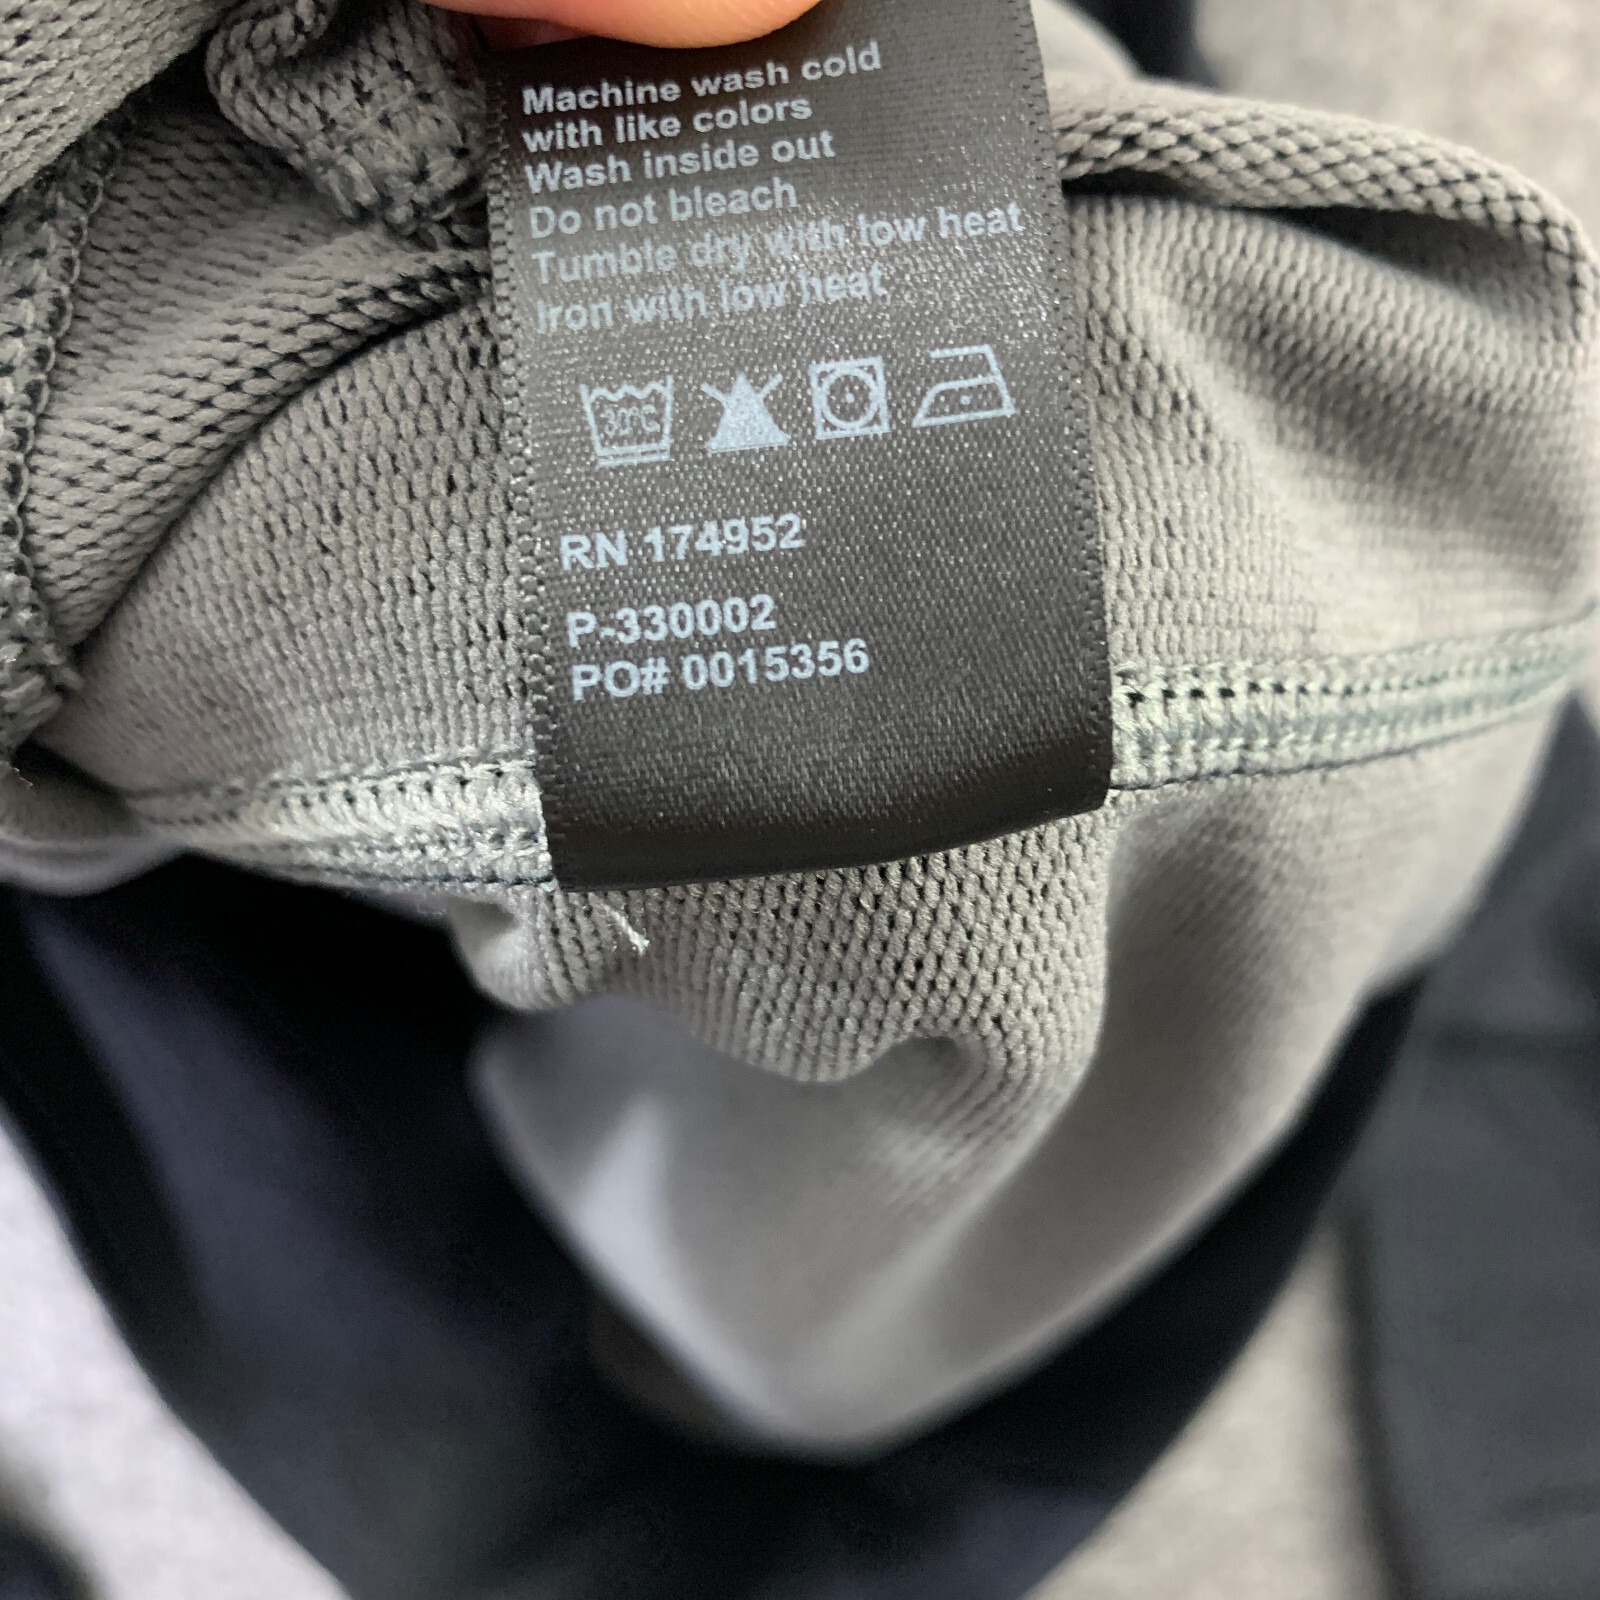 Machine wash cold
with like colors
Wash inside out
Do not bleach
Tumble dry with low heat
Iron with low heat
30°C
RN 174952
P-330002
PO# 0015356